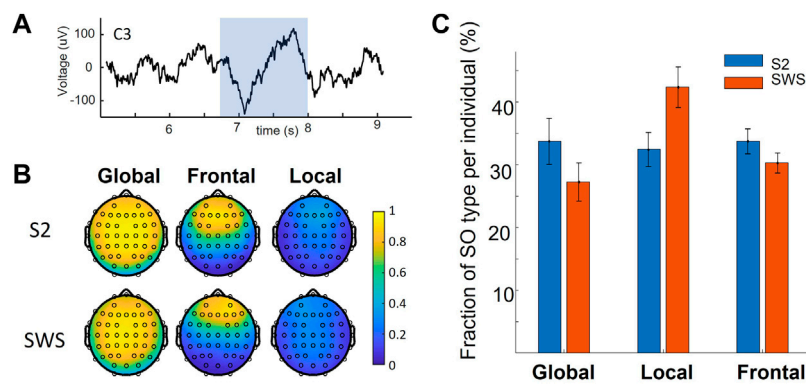 A
C3
Voltage (uV)
100
0
-100
6
7
8
9
time (s)
B
Global
Frontal
Local
S2
SWS
1
0.8
0.6
0.4
0.2
0
C
Fraction of SO type per individual (%)
40
30
20
10
S2
SWS
Global
Local
Frontal